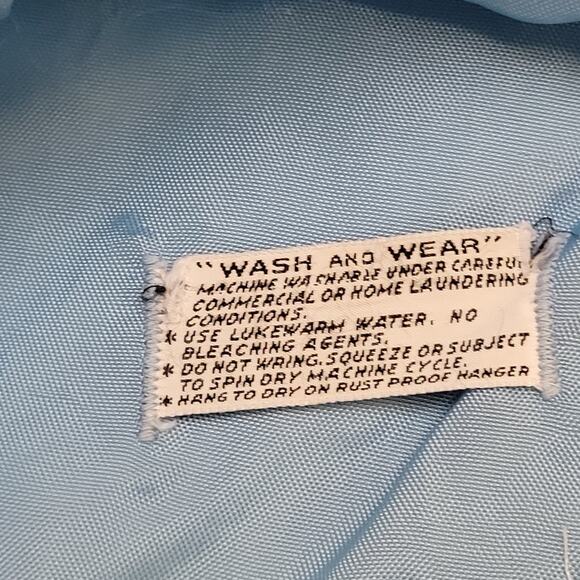 "WASH AND WEAR"
MACHINE WASHABLE UNDER CAREFUL
COMMERCIAL OR HOME LAUNDERING
CONDITIONS.
* USE LUKEWARM WATER. NO
BLEACHING AGENTS.
* DO NOT WRING, SQUEEZE OR SUBJECT
TO SPIN DRY MACHINE CYCLE.
* HANG TO DRY ON RUST PROOF HANGER